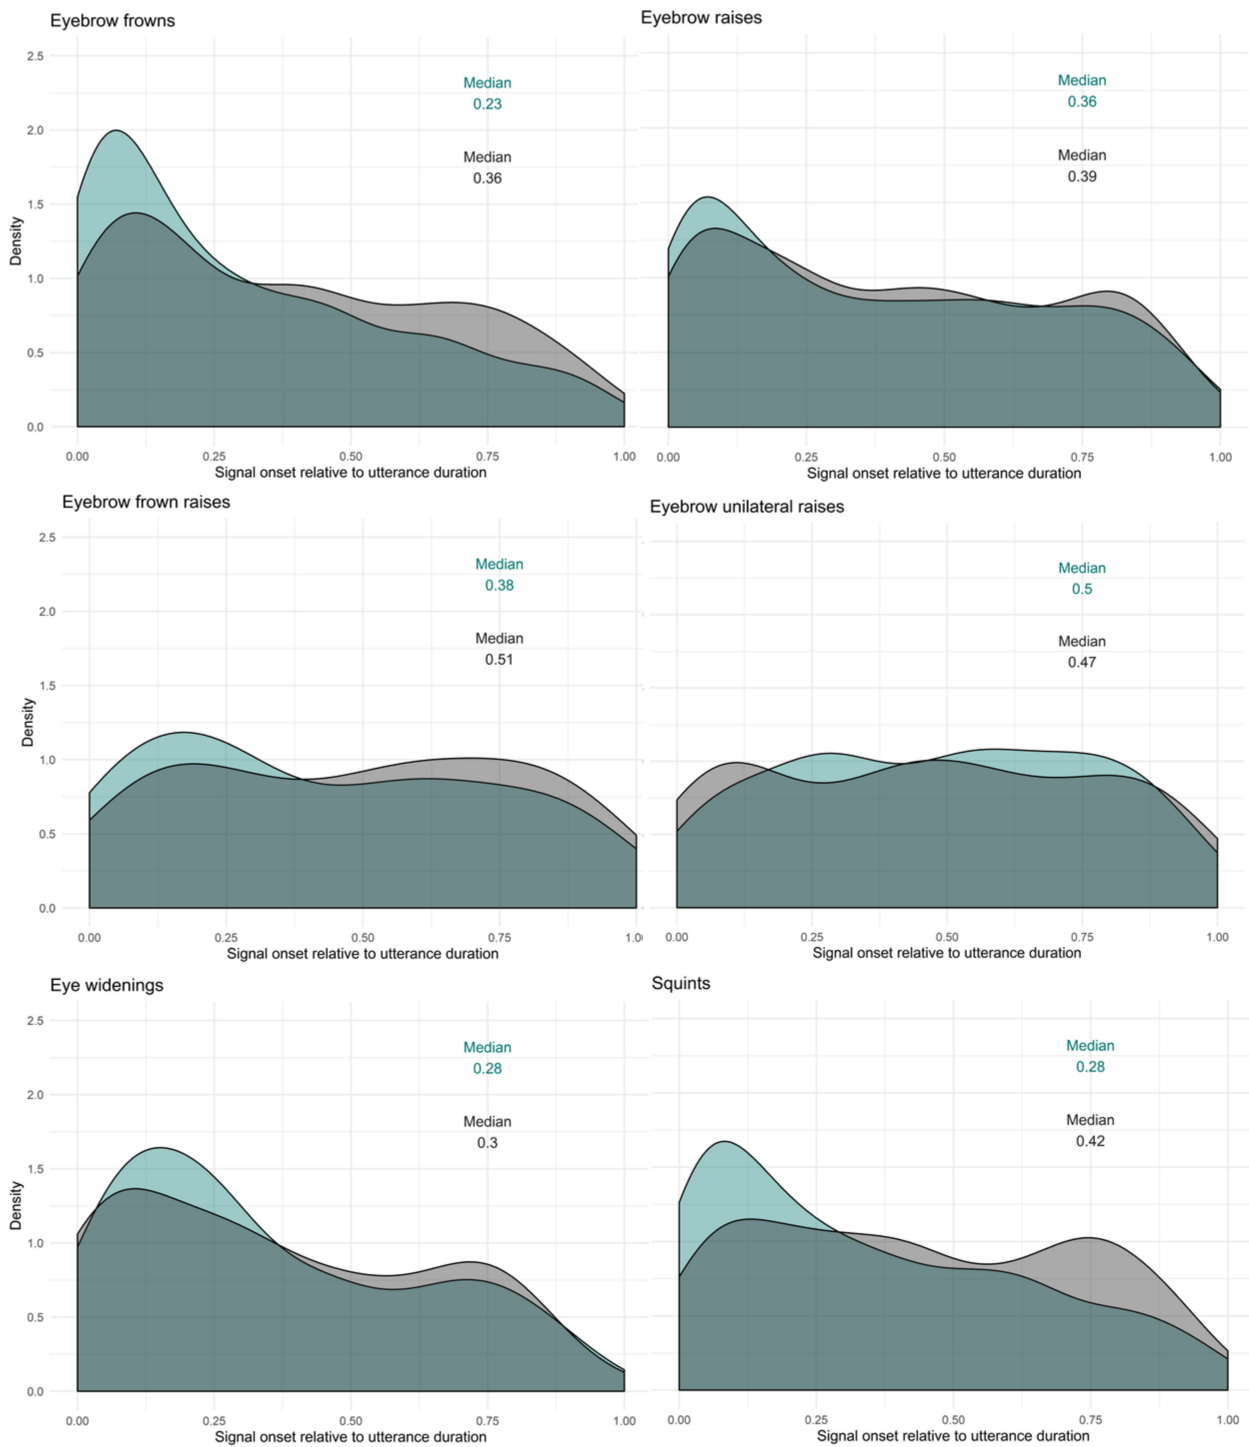 Eyebrow frowns
2.5
2.0
1.5
1.0
0.5
0.0
Density
Median
0.23
Median
0.36
0.00 0.25 0.50 0.75 1.00
Signal onset relative to utterance duration
Eyebrow raises
Median
0.36
Median
0.39
0.00 0.25 0.50 0.75 1.00
Signal onset relative to utterance duration
Eyebrow frown raises
2.5
2.0
1.5
1.0
0.5
0.0
Density
Median
0.38
Median
0.51
0.00 0.25 0.50 0.75 1.0
Signal onset relative to utterance duration
Eyebrow unilateral raises
Median
0.5
Median
0.47
0.00 0.25 0.50 0.75 1.00
Signal onset relative to utterance duration
Eye widenings
2.5
2.0
1.5
1.0
0.5
0.0
Density
Median
0.28
Median
0.3
0.00 0.25 0.50 0.75 1.00
Signal onset relative to utterance duration
Squints
Median
0.28
Median
0.42
0.00 0.25 0.50 0.75 1.00
Signal onset relative to utterance duration